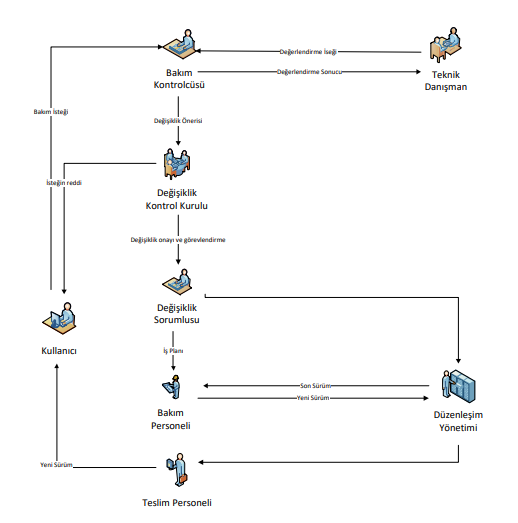 Değerlendirme İseği
Bakım
Kontrolcüsü
Değerlendirme Sonucu
Teknik
Danışman
Bakım İsteği
Değişiklik Önerisi
İsteğin reddi
Değişiklik
Kontrol Kurulu
Değişiklik onayı ve görevlendirme
Değişiklik
Sorumlusu
Kullanıcı
İş Planı
Son Sürüm
Yeni Sürüm
Bakım
Personeli
Düzenleşim
Yönetimi
Yeni Sürüm
Teslim Personeli